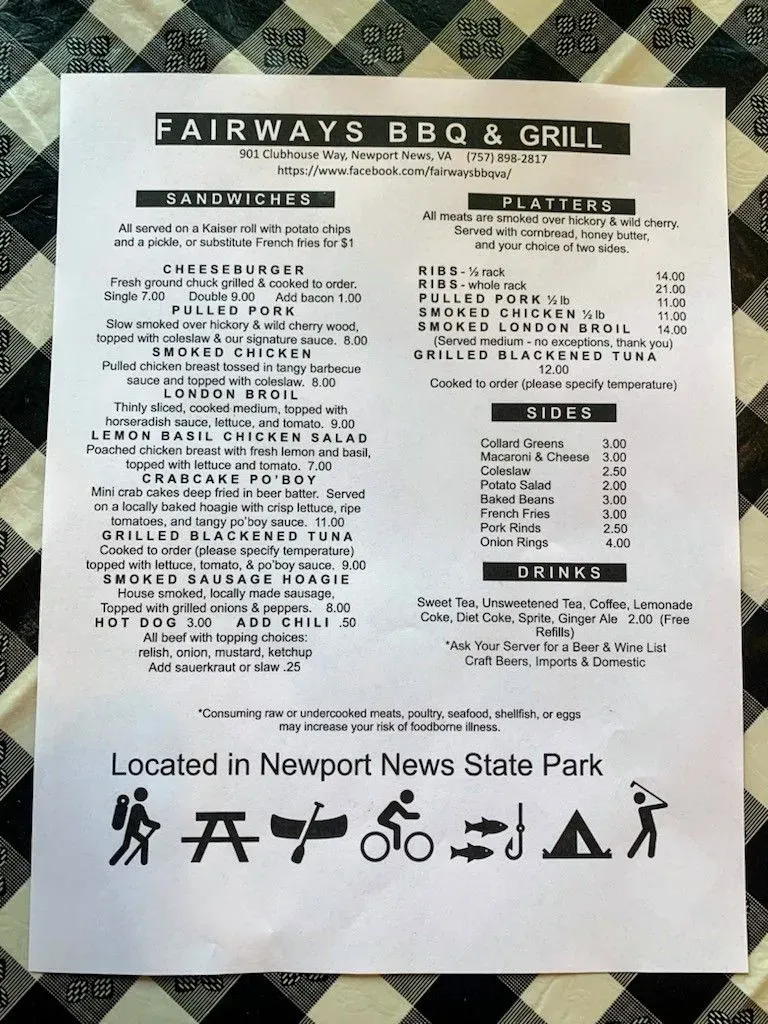 FAIRWAYS BBQ & GRILL
901 Clubhouse Way, Newport News, VA (757) 898-2817
https://www.facebook.com/fairwaysbbqva/
SANDWICHES
All served on a Kaiser roll with potato chips
and a pickle, or substitute French fries for $1
CHEESEBURGER
Fresh ground chuck grilled & cooked to order.
Single 7.00 Double 9.00 Add bacon 1.00
PULLED PORK
Slow smoked over hickory & wild cherry wood,
topped with coleslaw & our signature sauce. 8.00
SMOKED CHICKEN
Pulled chicken breast tossed in tangy barbecue
sauce and topped with coleslaw. 8.00
LONDON BROIL
Thinly sliced, cooked medium, topped with
horseradish sauce, lettuce, and tomato. 9.00
LEMON BASIL CHICKEN SALAD
Poached chicken breast with fresh lemon and basil,
topped with lettuce and tomato. 7.00
CRABCAKE PO'BOY
Mini crab cakes deep fried in beer batter. Served
on a locally baked hoagie with crisp lettuce, ripe
tomatoes, and tangy po'boy sauce. 11.00
GRILLED BLACKENED TUNA
Cooked to order (please specify temperature)
topped with lettuce, tomato, & po'boy sauce. 9.00
SMOKED SAUSAGE HOAGIE
House smoked, locally made sausage,
Topped with grilled onions & peppers. 8.00
HOT DOG 3.00 ADD CHILI .50
All beef with topping choices:
relish, onion, mustard, ketchup
Add sauerkraut or slaw .25
PLATTERS
All meats are smoked over hickory & wild cherry.
Served with cornbread, honey butter,
and your choice of two sides.
RIBS - ½ rack 14.00
RIBS - whole rack 21.00
PULLED PORK ½ lb 11.00
SMOKED CHICKEN ½ lb 11.00
SMOKED LONDON BROIL 14.00
(Served medium - no exceptions, thank you)
GRILLED BLACKENED TUNA
12.00
Cooked to order (please specify temperature)
SIDES
Collard Greens 3.00
Macaroni & Cheese 3.00
Coleslaw 2.50
Potato Salad 2.00
Baked Beans 3.00
French Fries 3.00
Pork Rinds 2.50
Onion Rings 4.00
DRINKS
Sweet Tea, Unsweetened Tea, Coffee, Lemonade
Coke, Diet Coke, Sprite, Ginger Ale 2.00 (Free
Refills)
*Ask Your Server for a Beer & Wine List
Craft Beers, Imports & Domestic
*Consuming raw or undercooked meats, poultry, seafood, shellfish, or eggs
may increase your risk of foodborne illness.
Located in Newport News State Park